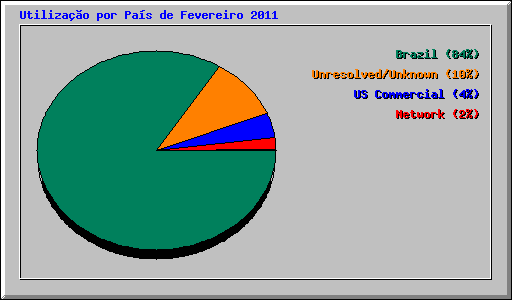 Utilização por País de Fevereiro 2011
Brazil (84%)
Unresolved/Unknown (10%)
US Commercial (4%)
Network (2%)